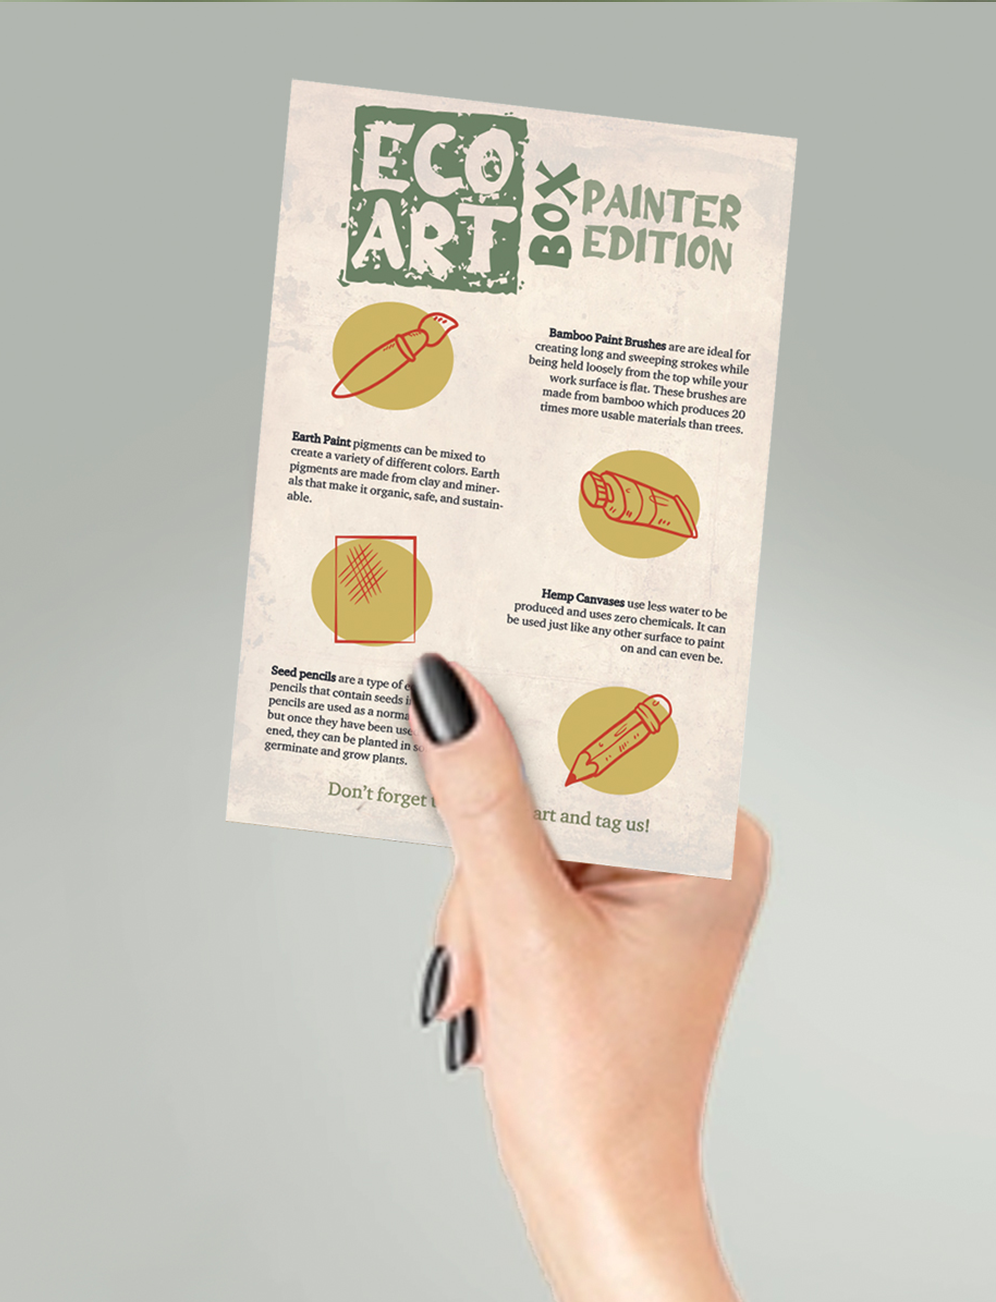 ECO
ART
BOX
PAINTER
EDITION
Bamboo Paint Brushes are are ideal for
creating long and sweeping strokes while
being held loosely from the top while your
work surface is flat. These brushes are
made from bamboo which produces 20
times more usable materials than trees.
Earth Paint pigments can be mixed to
create a variety of different colors. Earth
pigments are made from clay and miner-
als that make it organic, safe, and sustain-
able.
Hemp Canvases use less water to be
produced and uses zero chemicals. It can
be used just like any other surface to paint
on and can even be.
Seed pencils are a type of
pencils that contain seeds
pencils are used as a
but once they have been
ened, they can be planted in
germinate and grow plants.
Don't forget art and tag us!